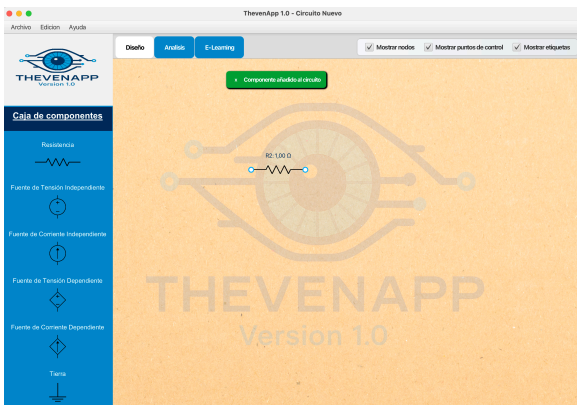 ThevenApp 1.0 - Circuito Nuevo
Archivo Edicion Ayuda
THEVENAPP
Version 1.0
Diseño Analisis E-Learning
Mostrar nodos Mostrar puntos de control Mostrar etiquetas
Componente añadido al circuito
Caja de componentes
Resistencia
Fuente de Tensión Independiente
Fuente de Corriente Independiente
Fuente de Tensión Dependiente
Fuente de Corriente Dependiente
Tierra
R2: 1,00 Ω
THEVENAPP
Version 1.0